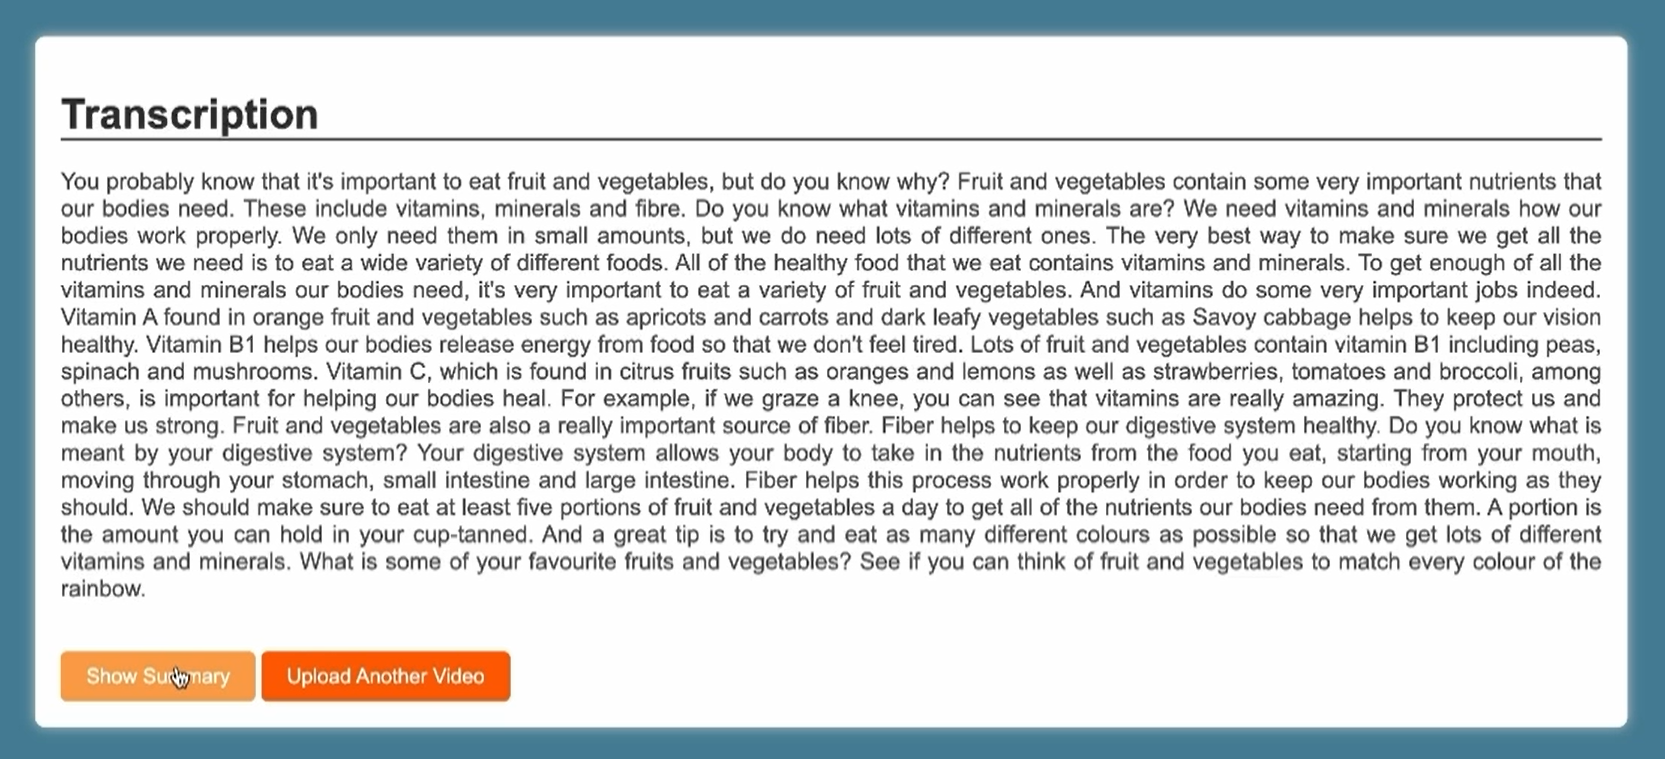 Transcription
You probably know that it's important to eat fruit and vegetables, but do you know why? Fruit and vegetables contain some very important nutrients that
our bodies need. These include vitamins, minerals and fibre. Do you know what vitamins and minerals are? We need vitamins and minerals how our
bodies work properly. We only need them in small amounts, but we do need lots of different ones. The very best way to make sure we get all the
nutrients we need is to eat a wide variety of different foods. All of the healthy food that we eat contains vitamins and minerals. To get enough of all the
vitamins and minerals our bodies need, it's very important to eat a variety of fruit and vegetables. And vitamins do some very important jobs indeed.
Vitamin A found in orange fruit and vegetables such as apricots and carrots and dark leafy vegetables such as Savoy cabbage helps to keep our vision
healthy. Vitamin B1 helps our bodies release energy from food so that we don't feel tired. Lots of fruit and vegetables contain vitamin B1 including peas,
spinach and mushrooms. Vitamin C, which is found in citrus fruits such as oranges and lemons as well as strawberries, tomatoes and broccoli, among
others, is important for helping our bodies heal. For example, if we graze a knee, you can see that vitamins are really amazing. They protect us and
make us strong. Fruit and vegetables are also a really important source of fiber. Fiber helps to keep our digestive system healthy. Do you know what is
meant by your digestive system? Your digestive system allows your body to take in the nutrients from the food you eat, starting from your mouth,
moving through your stomach, small intestine and large intestine. Fiber helps this process work properly in order to keep our bodies working as they
should. We should make sure to eat at least five portions of fruit and vegetables a day to get all of the nutrients our bodies need from them. A portion is
the amount you can hold in your cup-tanned. And a great tip is to try and eat as many different colours as possible so that we get lots of different
vitamins and minerals. What is some of your favourite fruits and vegetables? See if you can think of fruit and vegetables to match every colour of the
rainbow.
Show Summary
Upload Another Video